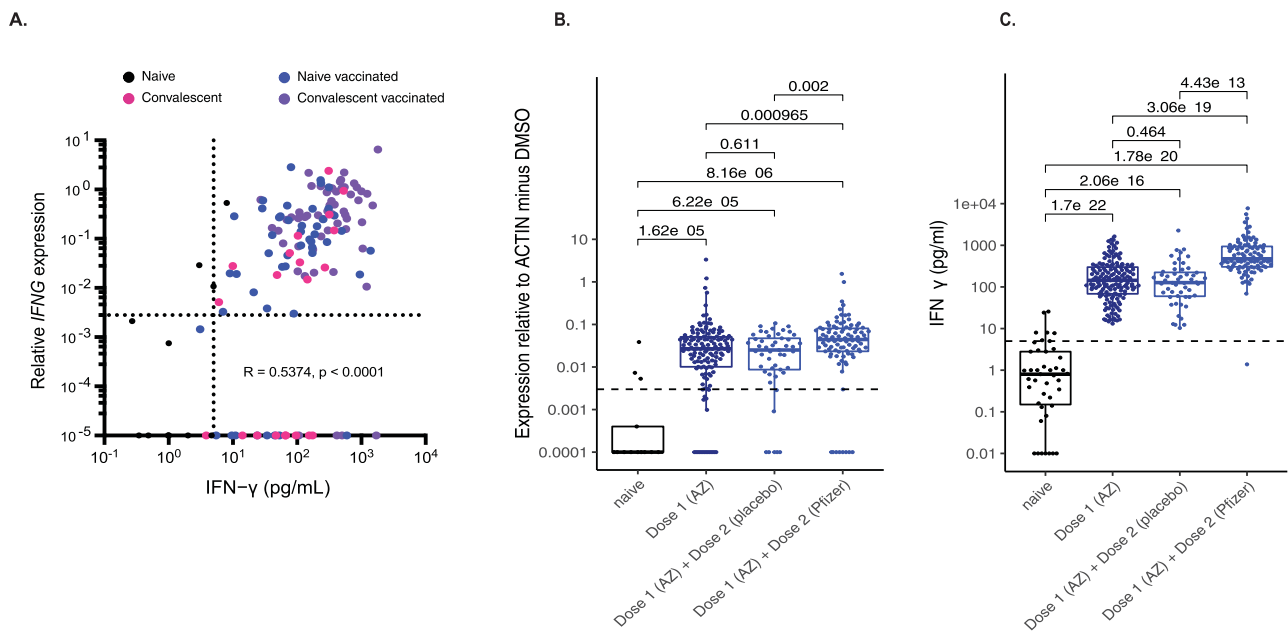 A.
Naive
Naive vaccinated
Convalescent
Convalescent vaccinated
Relative IFNG expression
10^1
10^0
10^-1
10^-2
10^-3
10^-4
10^-5
R = 0.5374, p < 0.0001
10^-1
10^0
10^1
10^2
10^3
10^4
IFN-γ (pg/mL)
B.
Expression relative to ACTIN minus DMSO
0.002
0.000965
0.611
8.16e 06
6.22e 05
1.62e 05
10
1
0.1
0.01
0.001
0.0001
naive
Dose 1 (AZ)
Dose 1 (AZ) + Dose 2 (placebo)
Dose 1 (AZ) + Dose 2 (Pfizer)
C.
IFN γ (pg/ml)
4.43e 13
3.06e 19
0.464
1.78e 20
2.06e 16
1.7e 22
1e+04
1000
100
10
1
0.1
0.01
naive
Dose 1 (AZ)
Dose 1 (AZ) + Dose 2 (placebo)
Dose 1 (AZ) + Dose 2 (Pfizer)